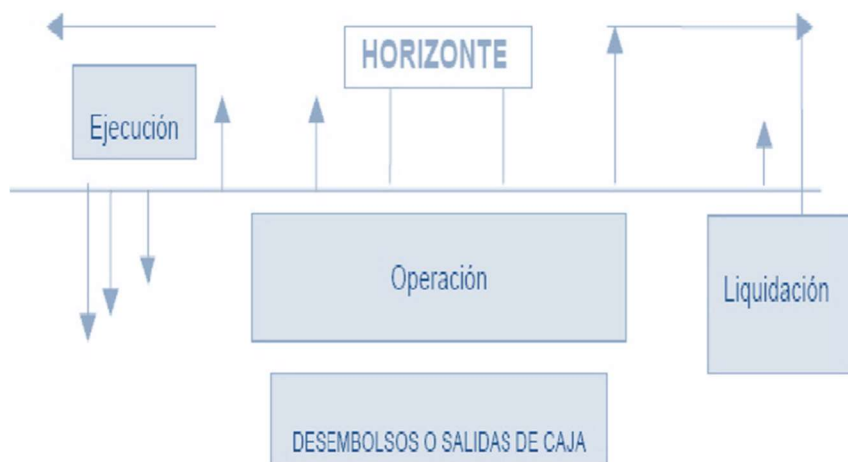 HORIZONTE
Ejecución
Operación
Liquidación
DESEMBOLSOS O SALIDAS DE CAJA